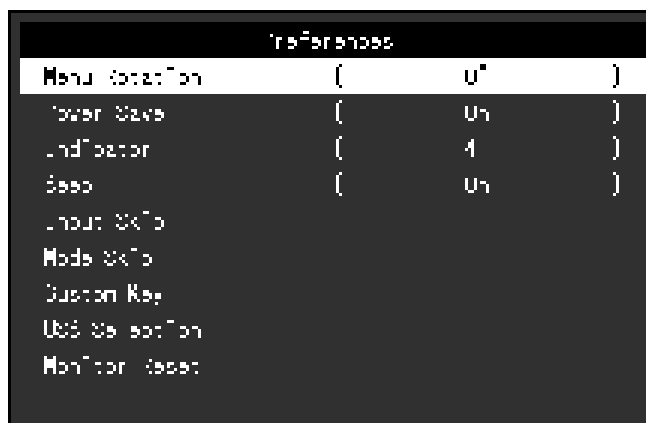 Preferences
Menu Rotation ( 0° )
Power Save ( On )
Indicator ( 4 )
Beep ( On )
Input Skip
Mode Skip
Custom Key
USB Selection
Monitor Reset